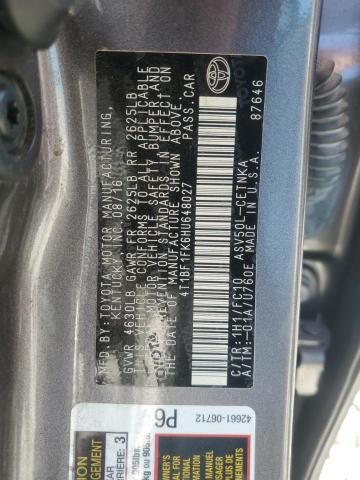 MFD. BY:TOYOTA MOTOR MANUFACTURING,
KENTUCKY, INC. 08/16
GVWR 4630LB GAWR FR 2625LB RR 2625LB
THIS VEHICLE CONFORMS TO ALL APPLICABLE
FEDERAL MOTOR VEHICLE SAFETY, BUMPER, AND
THEFT PREVENTION STANDARDS IN EFFECT ON
THE DATE OF MANUFACTURE SHOWN ABOVE.
4T1BF1FK6HU648027 PASS.CAR
TOYOTA
C/TR:1H1/FC10 ASV50L-CETNKA
A/TM:-01A/U760E MADE IN U.S.A.
87646
P6
42661-06712